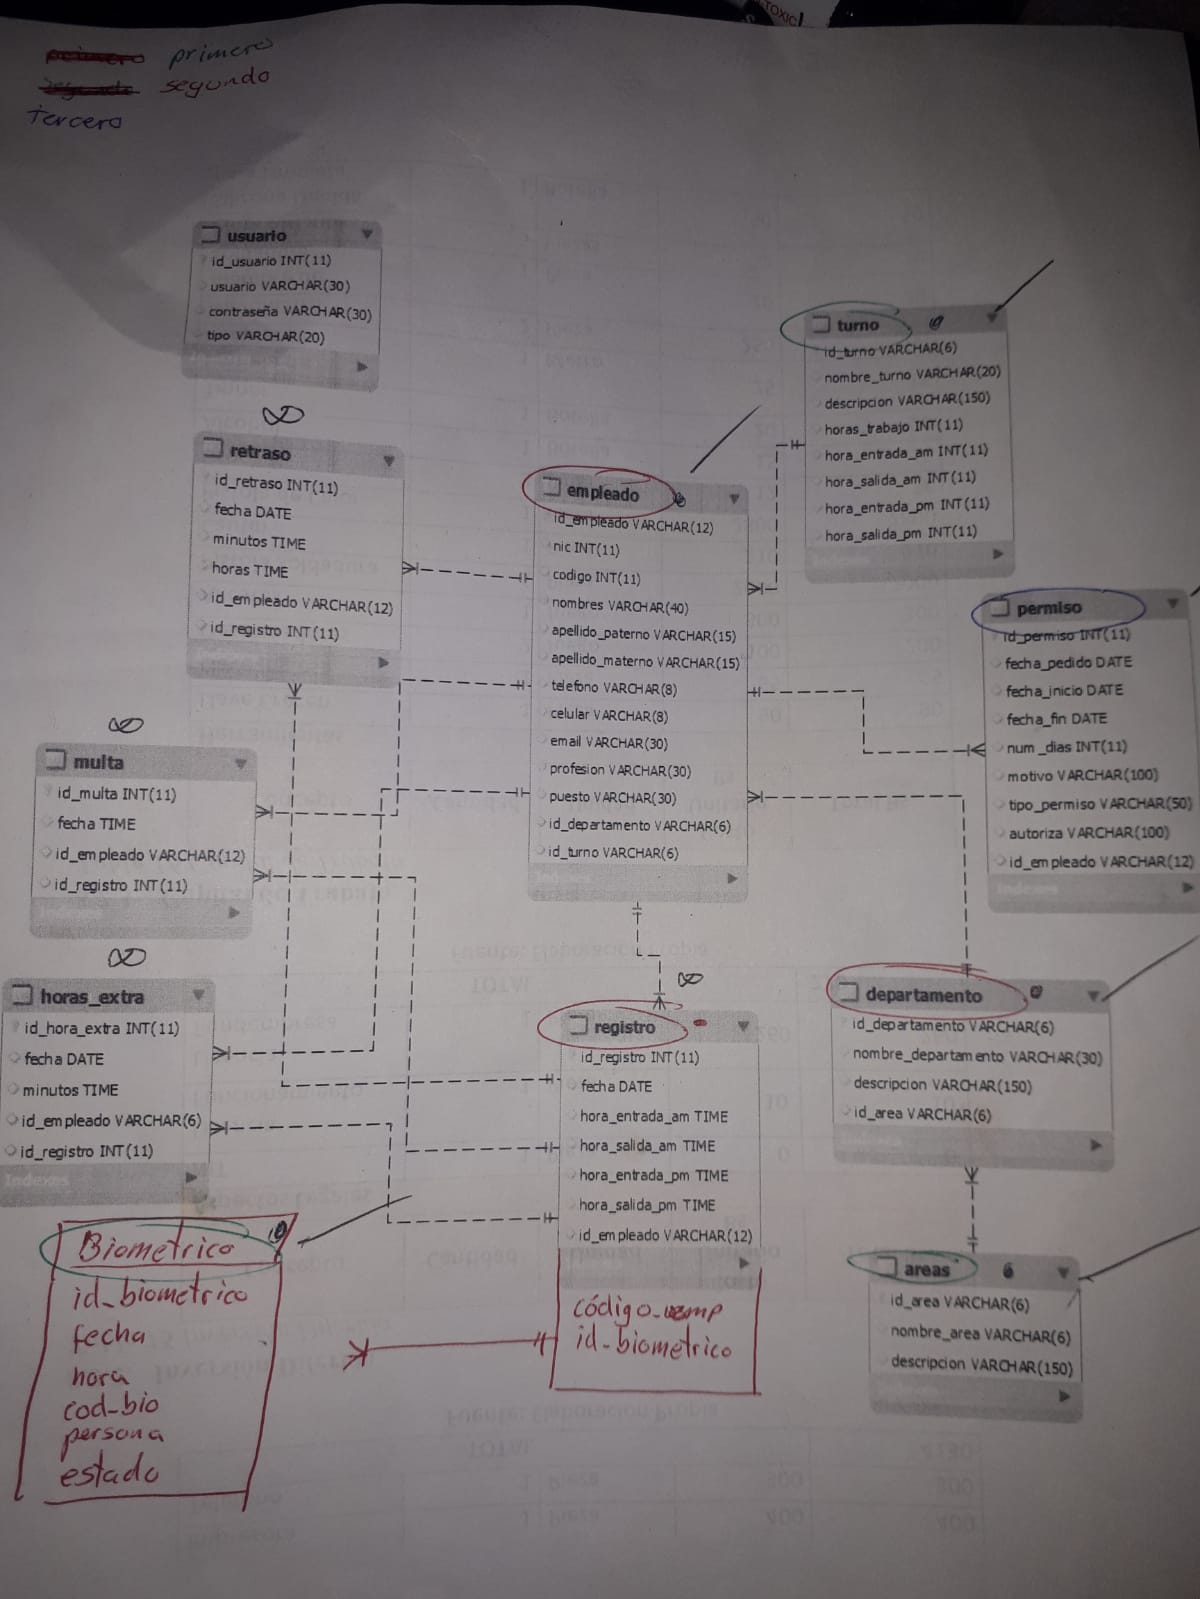 TOXIC!
primero
segundo
Tercero
usuario
id_usuario INT(11)
usuario VARCHAR(30)
contraseña VARCHAR(30)
tipo VARCHAR(20)
retraso
id_retraso INT(11)
fecha DATE
minutos TIME
horas TIME
id_empleado VARCHAR(12)
id_registro INT(11)
multa
id_multa INT(11)
fecha TIME
id_empleado VARCHAR(12)
id_registro INT(11)
Indexes
horas_extra
id_hora_extra INT(11)
fecha DATE
minutos TIME
id_empleado VARCHAR(6)
id_registro INT(11)
Indexes
empleado
id_empleado VARCHAR(12)
nic INT(11)
codigo INT(11)
nombres VARCHAR(40)
apellido_paterno VARCHAR(15)
apellido_materno VARCHAR(15)
telefono VARCHAR(8)
celular VARCHAR(8)
email VARCHAR(30)
profesion VARCHAR(30)
puesto VARCHAR(30)
id_departamento VARCHAR(6)
id_turno VARCHAR(6)
Indexes
turno
id_turno VARCHAR(6)
nombre_turno VARCHAR(20)
descripcion VARCHAR(150)
horas_trabajo INT(11)
hora_entrada_am INT(11)
hora_salida_am INT(11)
hora_entrada_pm INT(11)
hora_salida_pm INT(11)
Indexes
permiso
id_permiso INT(11)
fecha_pedido DATE
fecha_inicio DATE
fecha_fin DATE
num_dias INT(11)
motivo VARCHAR(100)
tipo_permiso VARCHAR(50)
autoriza VARCHAR(100)
id_empleado VARCHAR(12)
Indexes
registro
id_registro INT(11)
fecha DATE
hora_entrada_am TIME
hora_salida_am TIME
hora_entrada_pm TIME
hora_salida_pm TIME
id_empleado VARCHAR(12)
id_biometrico
departamento
id_departamento VARCHAR(6)
nombre_departamento VARCHAR(30)
descripcion VARCHAR(150)
id_area VARCHAR(6)
Indexes
areas
id_area VARCHAR(6)
nombre_area VARCHAR(6)
descripcion VARCHAR(150)
Biometrico
id_biometrico
fecha
hora
cod_bio
persona
estado